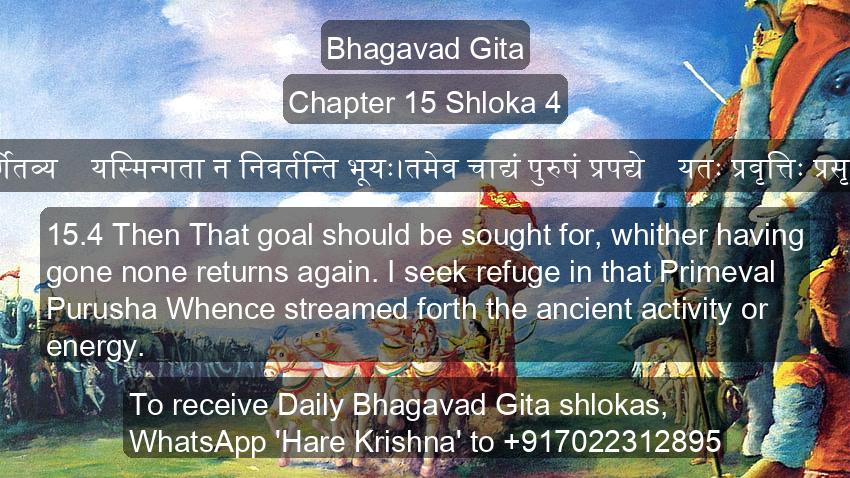 Bhagavad Gita
Chapter 15 Shloka 4
यस्मिन्गता न निवर्तन्ति भूयः।तमेव चाद्यं पुरुषं प्रपद्ये यतः प्रवृत्तिः
15.4 Then That goal should be sought for, whither having
gone none returns again. I seek refuge in that Primeval
Purusha Whence streamed forth the ancient activity or
energy.
To receive Daily Bhagavad Gita shlokas,
WhatsApp 'Hare Krishna' to +917022312895